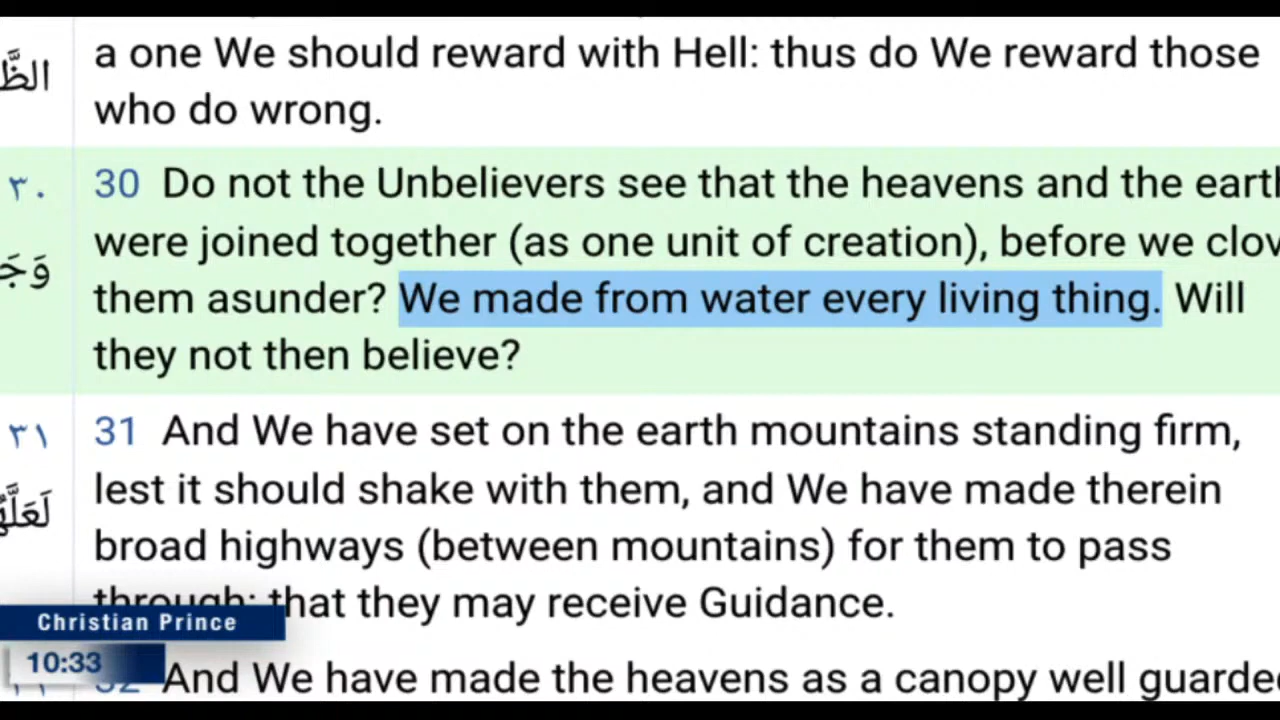 a one We should reward with Hell: thus do We reward those
who do wrong.
٣٠
30 Do not the Unbelievers see that the heavens and the
were joined together (as one unit of creation), before we
them asunder? We made from water every living thing. Will
they not then believe?
٣١
31 And We have set on the earth mountains standing firm,
lest it should shake with them, and We have made therein
broad highways (between mountains) for them to pass
through: that they may receive Guidance.
Christian Prince
10:33
And We have made the heavens as a canopy well